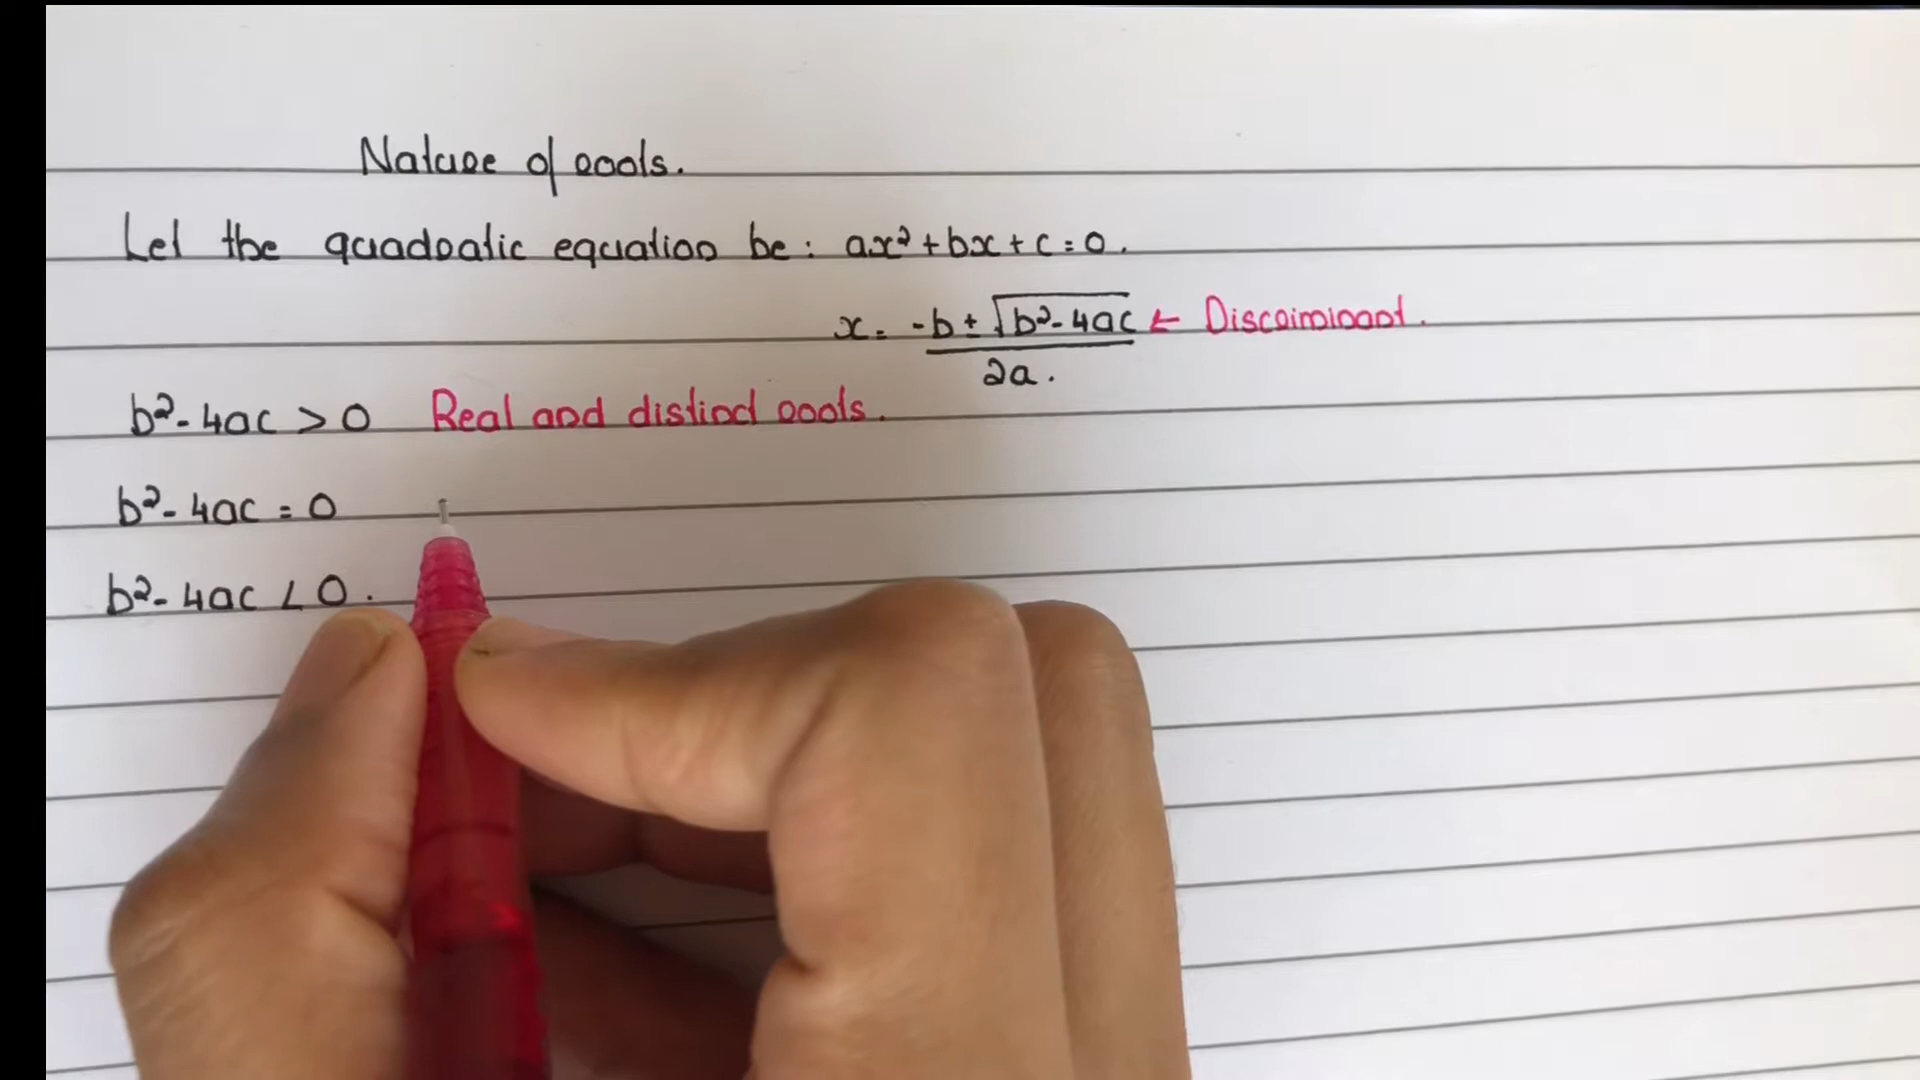 Nature of roots.
Let the quadratic equation be: ax² + bx + c = 0.
x = -b ± √b² - 4ac ← Discriminant.
2a.
b² - 4ac > 0 Real and distinct roots.
b² - 4ac = 0
b² - 4ac < 0.